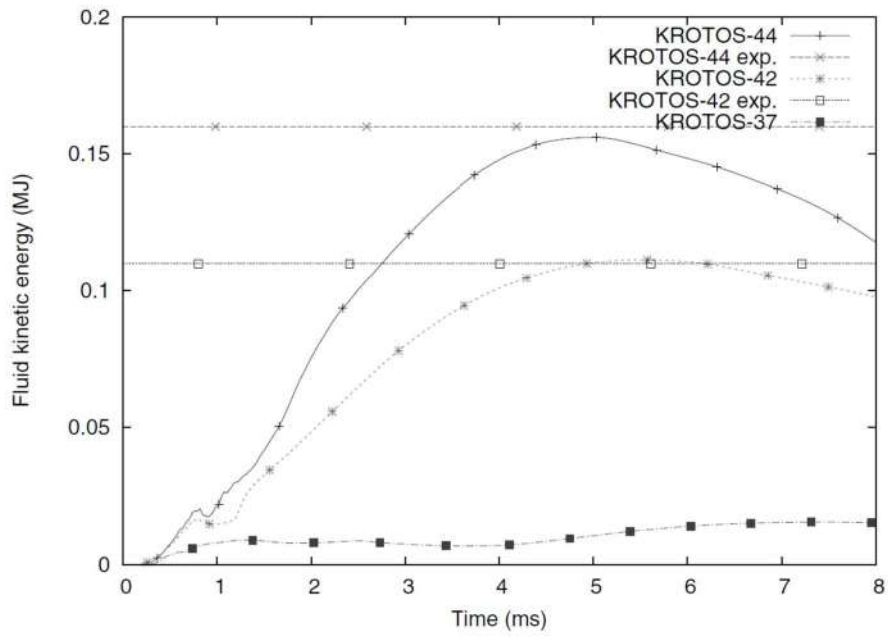 0.2
0.15
0.1
0.05
0
Fluid kinetic energy (MJ)
KROTOS-44
KROTOS-44 exp.
KROTOS-42
KROTOS-42 exp.
KROTOS-37
0 1 2 3 4 5 6 7 8
Time (ms)